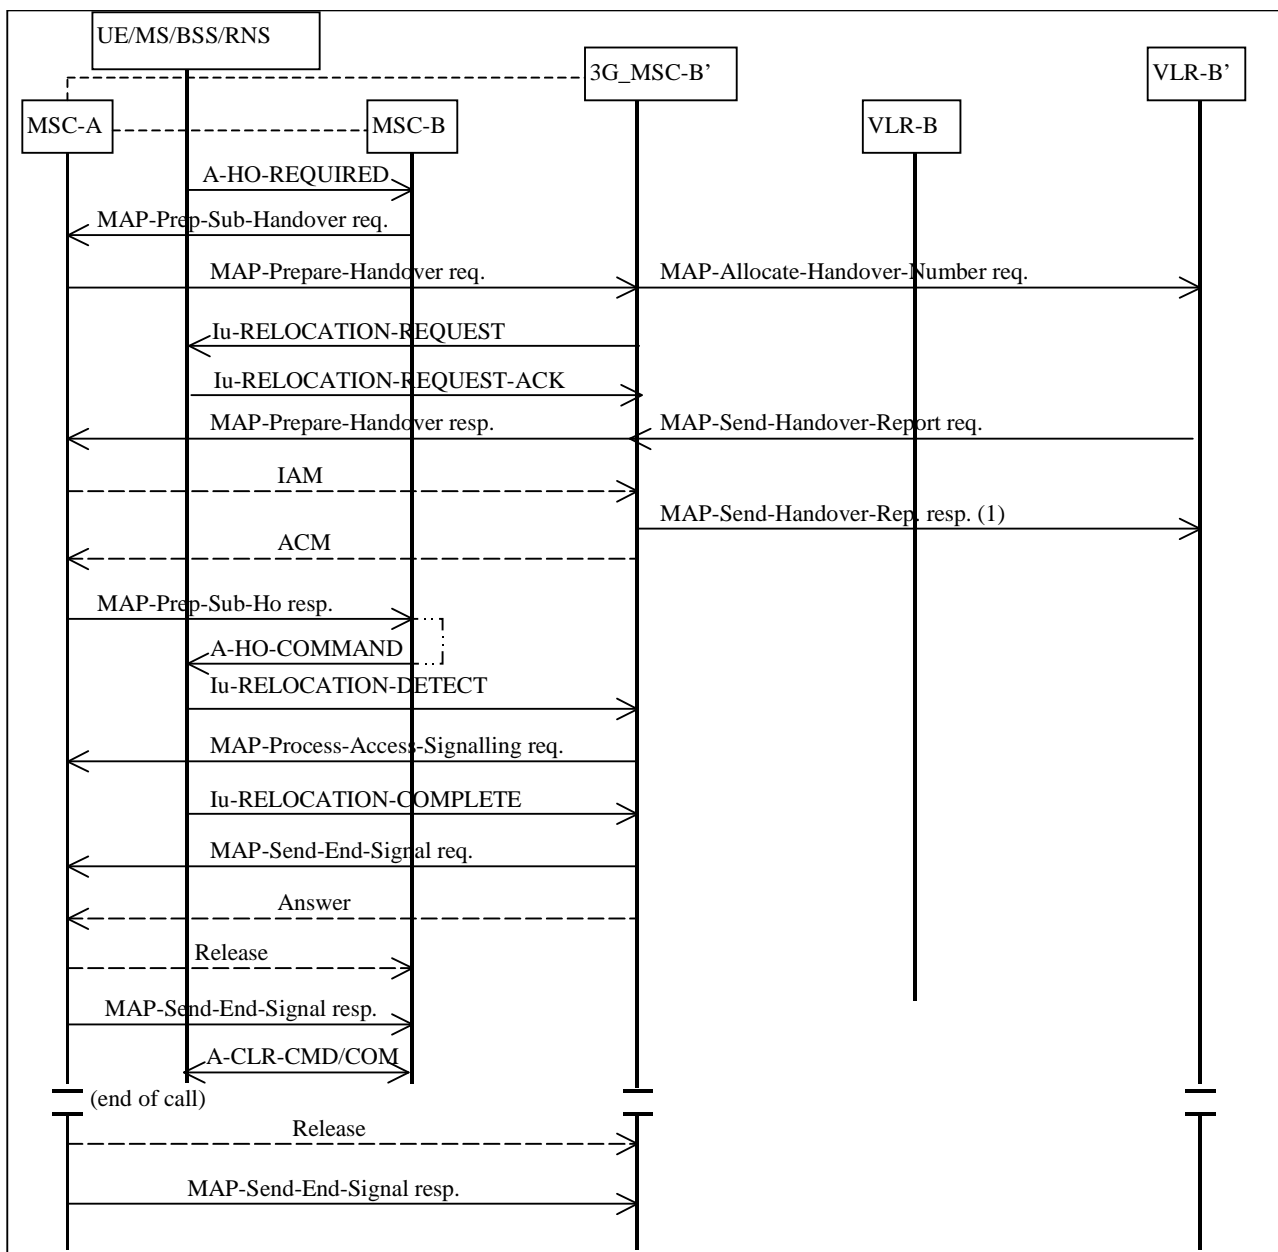 UE/MS/BSS/RNS
3G_MSC-B’
VLR-B’
MSC-A
MSC-B
VLR-B
A-HO-REQUIRED
MAP-Prep-Sub-Handover req.
MAP-Prepare-Handover req.
MAP-Allocate-Handover-Number req.
Iu-RELOCATION-REQUEST
Iu-RELOCATION-REQUEST-ACK
MAP-Prepare-Handover resp.
MAP-Send-Handover-Report req.
IAM
MAP-Send-Handover-Rep. resp. (1)
ACM
MAP-Prep-Sub-Ho resp.
A-HO-COMMAND
Iu-RELOCATION-DETECT
MAP-Process-Access-Signalling req.
Iu-RELOCATION-COMPLETE
MAP-Send-End-Signal req.
Answer
Release
MAP-Send-End-Signal resp.
A-CLR-CMD/COM
(end of call)
Release
MAP-Send-End-Signal resp.